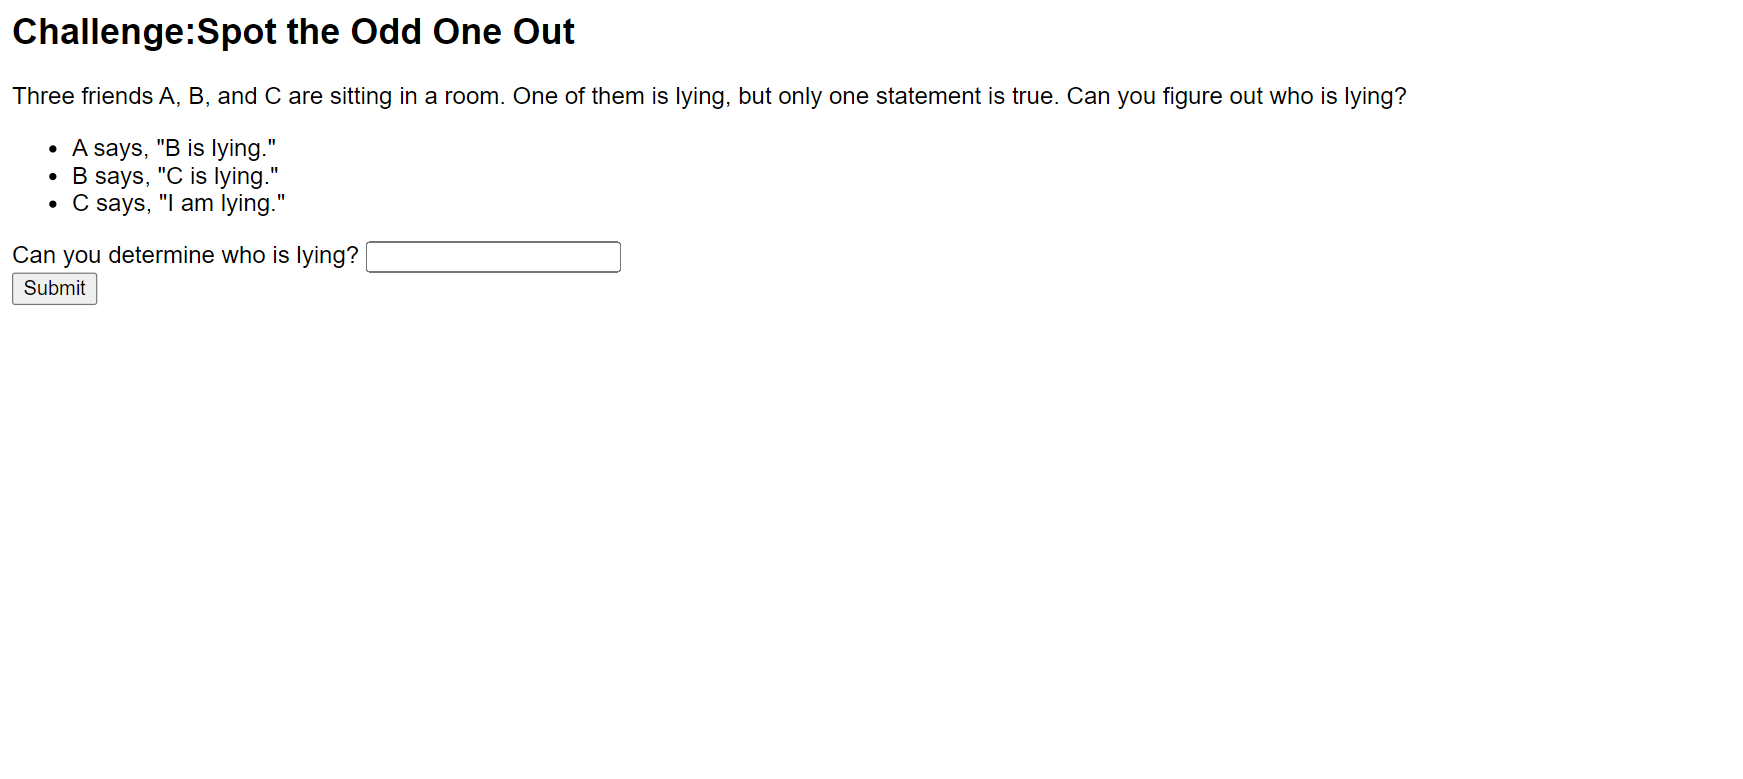 Challenge:Spot the Odd One Out
Three friends A, B, and C are sitting in a room. One of them is lying, but only one statement is true. Can you figure out who is lying?
• A says, "B is lying."
• B says, "C is lying."
• C says, "I am lying."
Can you determine who is lying?
Submit